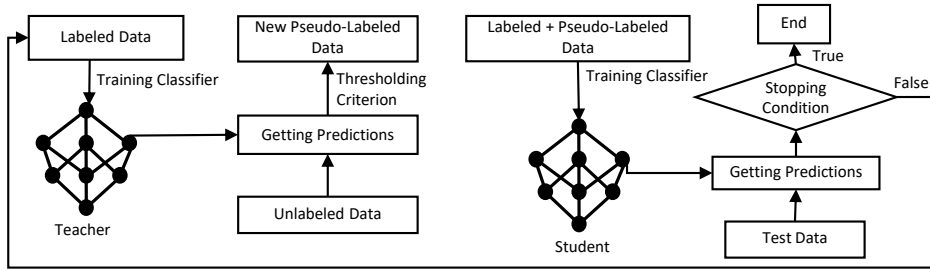 Labeled Data
Training Classifier
Teacher
New Pseudo-Labeled
Data
Thresholding
Criterion
Getting Predictions
Unlabeled Data
Labeled + Pseudo-Labeled
Data
Training Classifier
Student
End
True
False
Stopping
Condition
Getting Predictions
Test Data